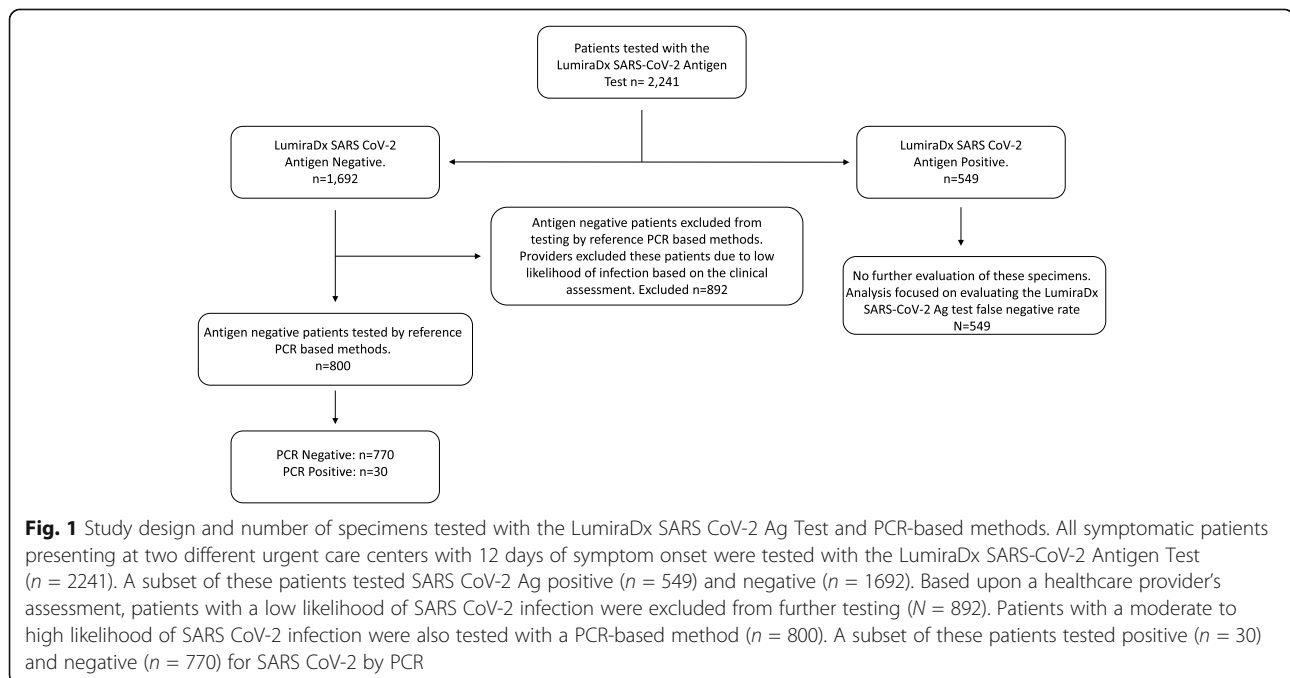 Patients tested with the
LumiraDx SARS-CoV-2 Antigen
Test n= 2,241
LumiraDx SARS CoV-2
Antigen Negative.
n=1,692
LumiraDx SARS CoV-2
Antigen Positive.
n=549
Antigen negative patients excluded from
testing by reference PCR based methods.
Providers excluded these patients due to low
likelihood of infection based on the clinical
assessment. Excluded n=892
No further evaluation of these specimens.
Analysis focused on evaluating the LumiraDx
SARS-CoV-2 Ag test false negative rate
N=549
Antigen negative patients tested by reference
PCR based methods.
n=800
PCR Negative: n=770
PCR Positive: n=30
Fig. 1 Study design and number of specimens tested with the LumiraDx SARS CoV-2 Ag Test and PCR-based methods. All symptomatic patients
presenting at two different urgent care centers with 12 days of symptom onset were tested with the LumiraDx SARS-CoV-2 Antigen Test
(n = 2241). A subset of these patients tested SARS CoV-2 Ag positive (n = 549) and negative (n = 1692). Based upon a healthcare provider's
assessment, patients with a low likelihood of SARS CoV-2 infection were excluded from further testing (N = 892). Patients with a moderate to
high likelihood of SARS CoV-2 infection were also tested with a PCR-based method (n = 800). A subset of these patients tested positive (n = 30)
and negative (n = 770) for SARS CoV-2 by PCR